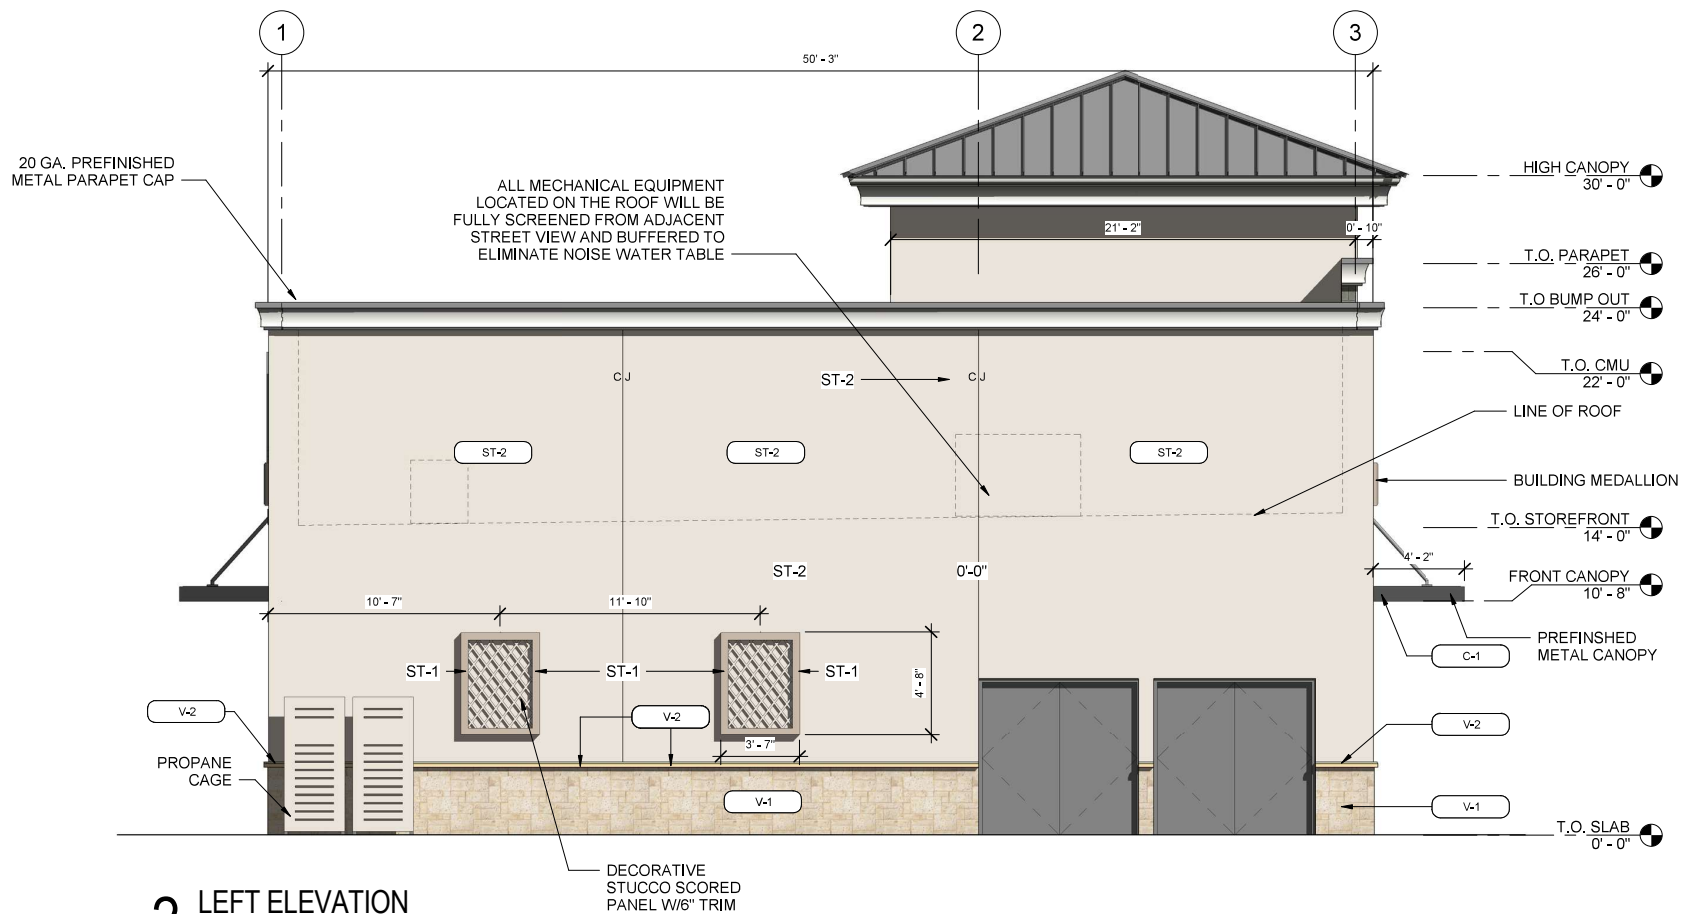 1
2
3
50' - 3"
20 GA. PREFINISHED
METAL PARAPET CAP
ALL MECHANICAL EQUIPMENT
LOCATED ON THE ROOF WILL BE
FULLY SCREENED FROM ADJACENT
STREET VIEW AND BUFFERED TO
ELIMINATE NOISE WATER TABLE
HIGH CANOPY
30' - 0"
21' - 2"
0' - 10"
T.O. PARAPET
26' - 0"
T.O BUMP OUT
24' - 0"
T.O. CMU
22' - 0"
CJ
ST-2
CJ
LINE OF ROOF
ST-2
ST-2
ST-2
BUILDING MEDALLION
T.O. STOREFRONT
14' - 0"
4' - 2"
ST-2
0'-0"
FRONT CANOPY
10' - 8"
10' - 7"
11' - 10"
PREFINSHED
METAL CANOPY
C-1
ST-1
ST-1
ST-1
4' - 8"
V-2
V-2
V-2
3' - 7"
PROPANE
CAGE
V-1
V-1
T.O. SLAB
0' - 0"
DECORATIVE
STUCCO SCORED
PANEL W/6" TRIM
LEFT ELEVATION